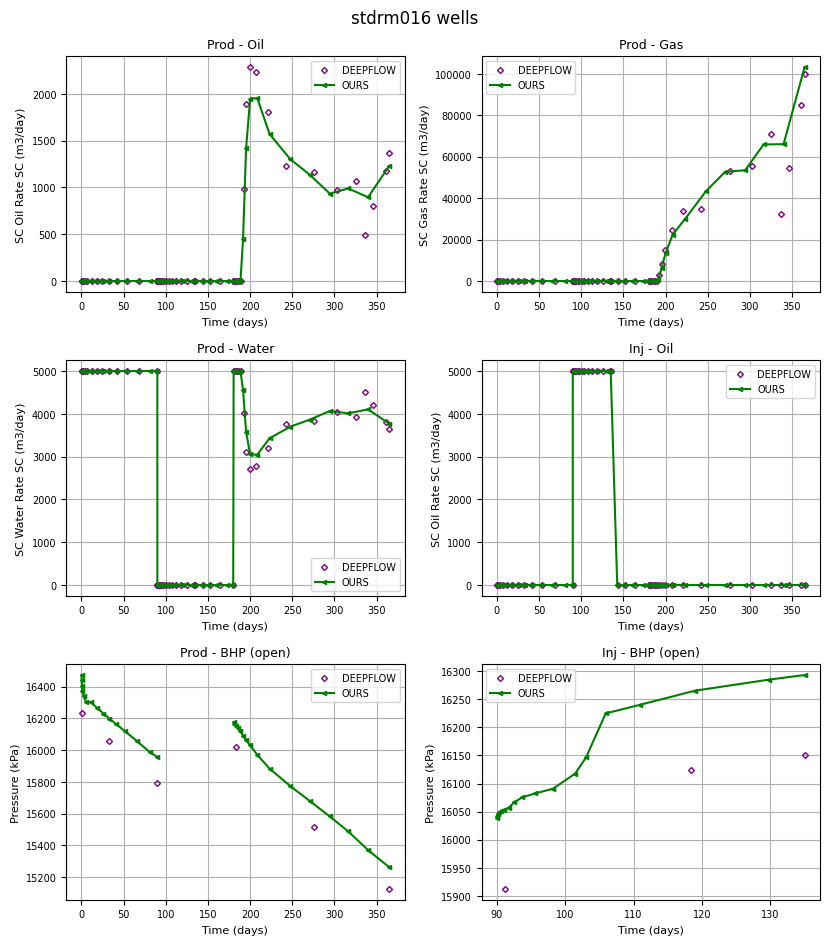 stdrm016 wells
Prod - Oil
SC Oil Rate SC (m3/day)
2000
1500
1000
500
0
DEEPFLOW
OURS
0 50 100 150 200 250 300 350
Time (days)
Prod - Gas
SC Gas Rate SC (m3/day)
100000
80000
60000
40000
20000
0
DEEPFLOW
OURS
0 50 100 150 200 250 300 350
Time (days)
Prod - Water
SC Water Rate SC (m3/day)
5000
4000
3000
2000
1000
0
DEEPFLOW
OURS
0 50 100 150 200 250 300 350
Time (days)
Inj - Oil
SC Oil Rate SC (m3/day)
5000
4000
3000
2000
1000
0
DEEPFLOW
OURS
0 50 100 150 200 250 300 350
Time (days)
Prod - BHP (open)
Pressure (kPa)
16400
16200
16000
15800
15600
15400
15200
DEEPFLOW
OURS
0 50 100 150 200 250 300 350
Time (days)
Inj - BHP (open)
Pressure (kPa)
16300
16250
16200
16150
16100
16050
16000
15950
15900
DEEPFLOW
OURS
90 100 110 120 130
Time (days)